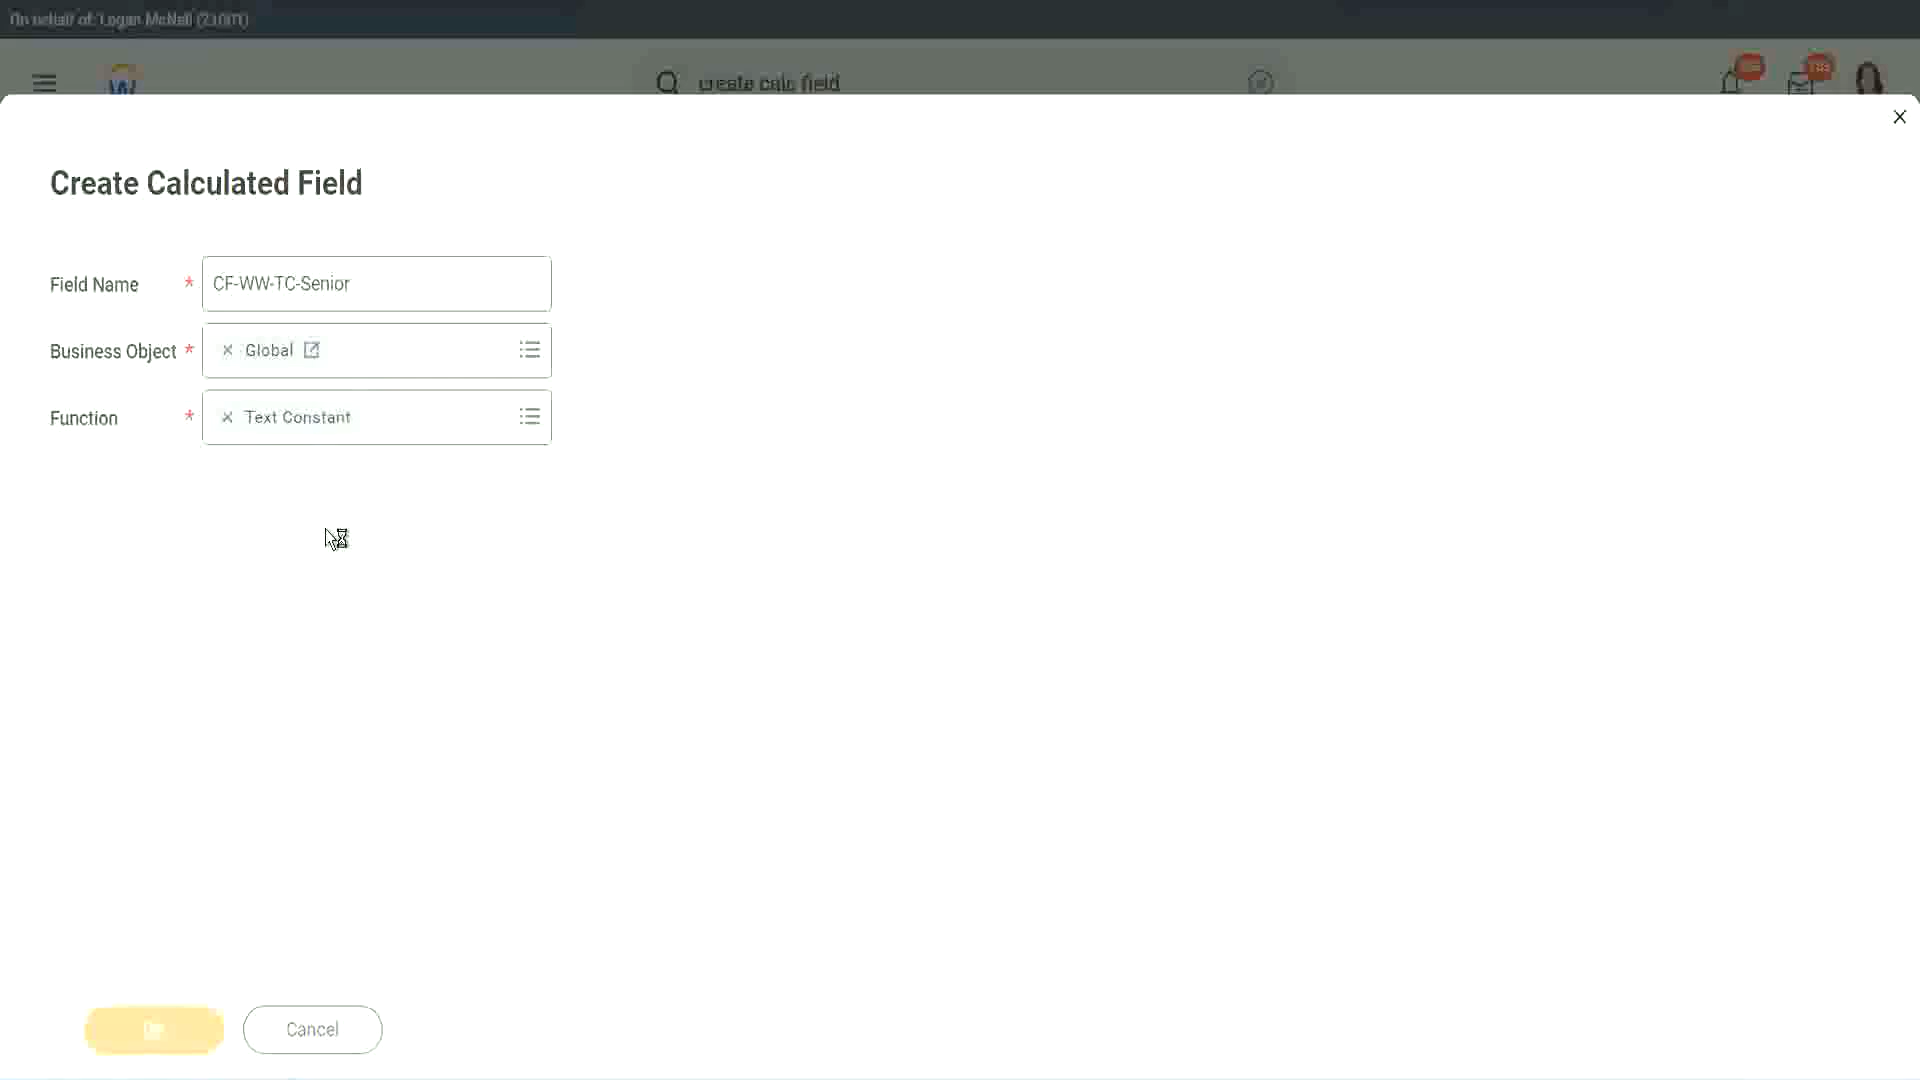 On behalf of: Logan McNeil (21001)
create calc field
Create Calculated Field
Field Name * CF-WW-TC-Senior
Business Object * Global
Function * Text Constant
Cancel